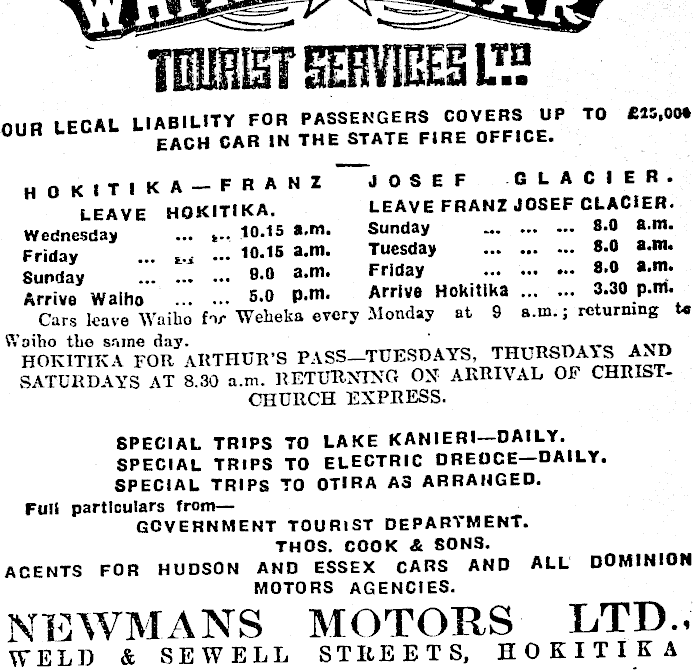 WHI STAR
TOURIST SERVICES LTD
OUR LEGAL LIABILITY FOR PASSENGERS COVERS UP TO £25,000
EACH CAR IN THE STATE FIRE OFFICE.
HOKITIKA—FRANZ JOSEF GLACIER.
LEAVE HOKITIKA.
Wednesday ... ... 10.15 a.m.
Friday ... ... ... 10.15 a.m.
Sunday ... ... ... 9.0 a.m.
Arrive Waiho ... ... 5.0 p.m.
LEAVE FRANZ JOSEF GLACIER.
Sunday ... ... ... 8.0 a.m.
Tuesday ... ... ... 8.0 a.m.
Friday ... ... ... 8.0 a.m.
Arrive Hokitika ... ... 3.30 p.m.
Cars leave Waiho for Weheka every Monday at 9 a.m.; returning to
Waiho the same day.
HOKITIKA FOR ARTHUR'S PASS—TUESDAYS, THURSDAYS AND
SATURDAYS AT 8.30 a.m. RETURNING ON ARRIVAL OF CHRIST-
CHURCH EXPRESS.
SPECIAL TRIPS TO LAKE KANIERI—DAILY.
SPECIAL TRIPS TO ELECTRIC DREDGE—DAILY.
SPECIAL TRIPS TO OTIRA AS ARRANGED.
Full particulars from—
GOVERNMENT TOURIST DEPARTMENT.
THOS. COOK & SONS.
AGENTS FOR HUDSON AND ESSEX CARS AND ALL DOMINION
MOTORS AGENCIES.
NEWMANS MOTORS LTD.,
WELD & SEWELL STREETS, HOKITIKA